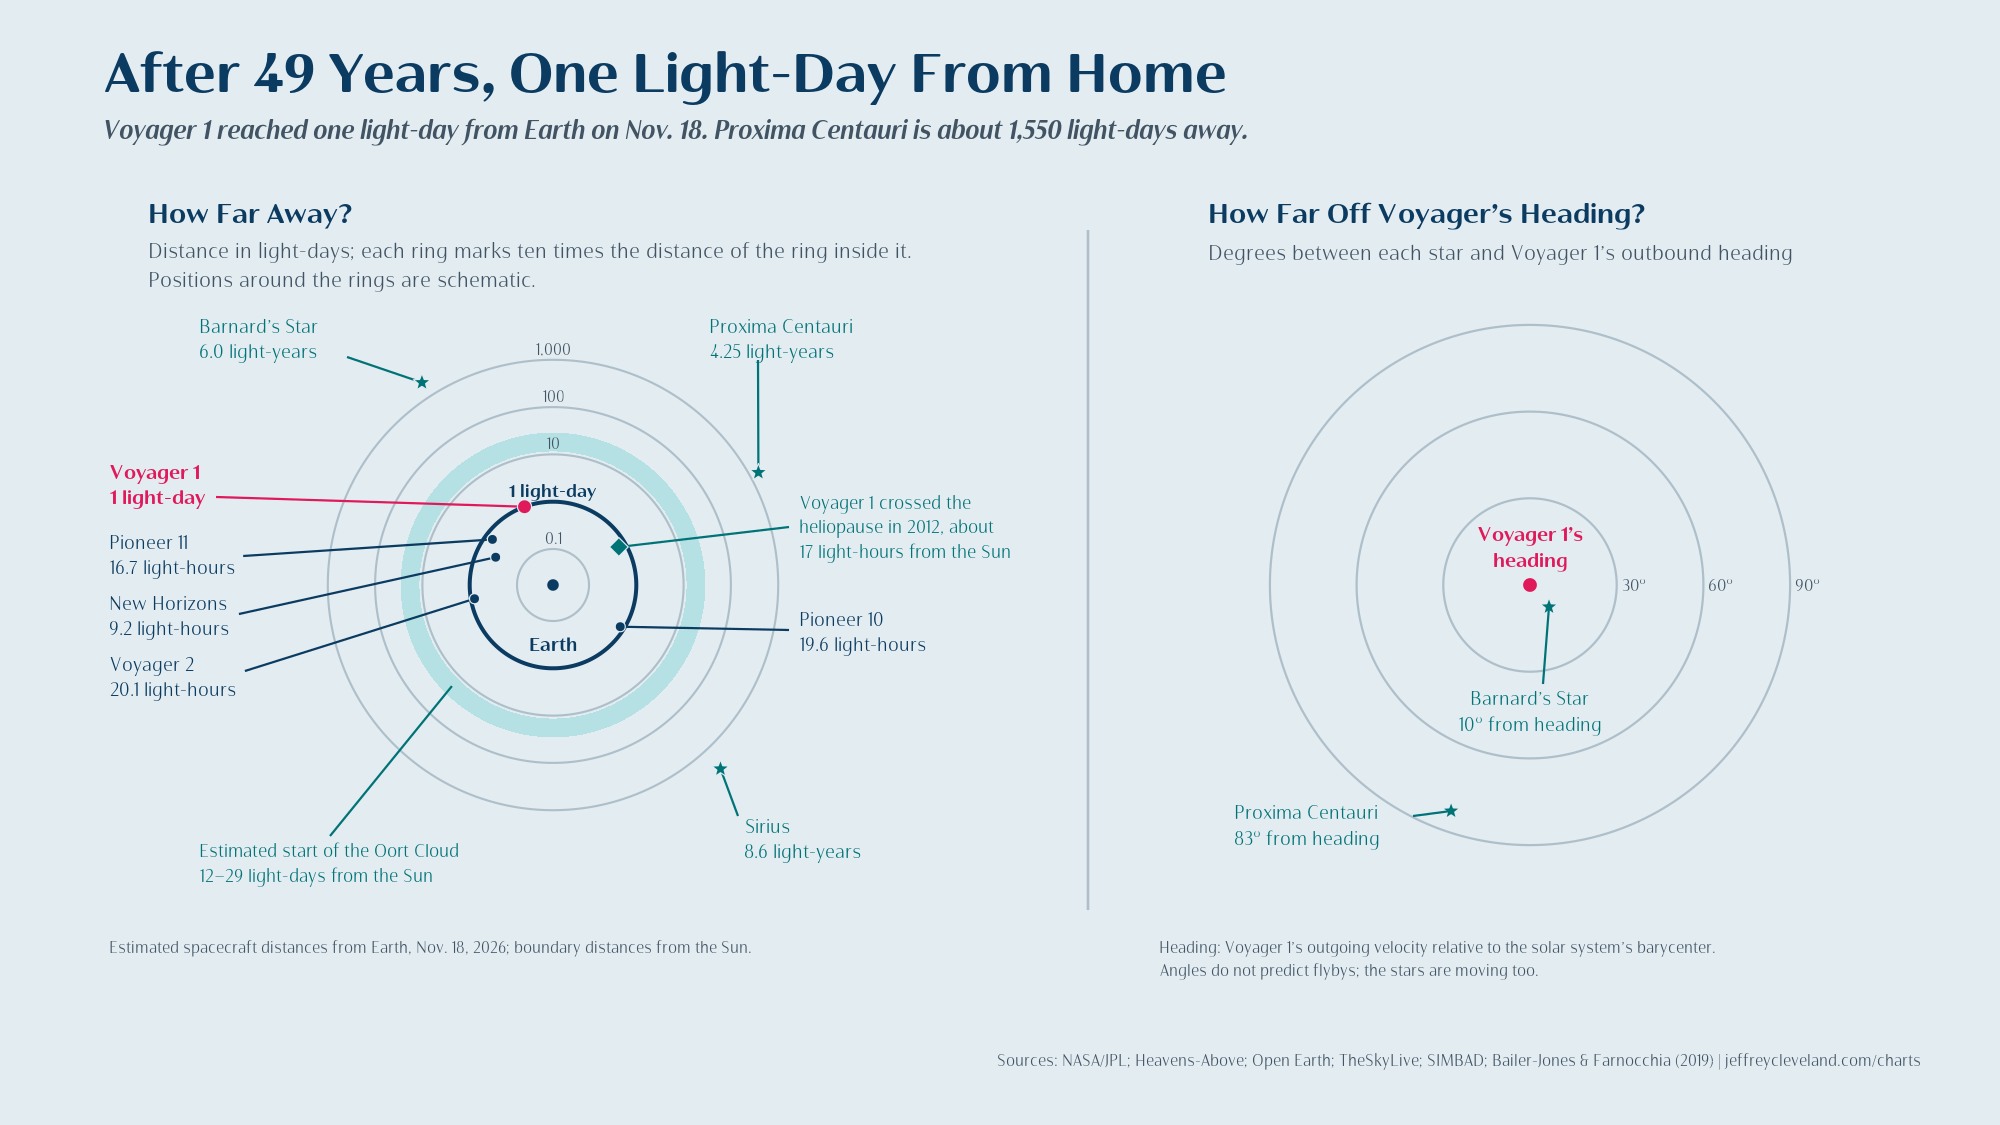 After 49 Years, One Light-Day From Home
Voyager 1 reached one light-day from Earth on Nov. 18. Proxima Centauri is about 1,550 light-days away.
How Far Away?
Distance in light-days; each ring marks ten times the distance of the ring inside it.
Positions around the rings are schematic.
Barnard's Star
6.0 light-years
Proxima Centauri
4.25 light-years
1,000
100
10
1 light-day
0.1
Earth
Voyager 1
1 light-day
Pioneer 11
16.7 light-hours
New Horizons
9.2 light-hours
Voyager 2
20.1 light-hours
Voyager 1 crossed the
heliopause in 2012, about
17 light-hours from the Sun
Pioneer 10
19.6 light-hours
Sirius
8.6 light-years
Estimated start of the Oort Cloud
12–29 light-days from the Sun
Estimated spacecraft distances from Earth, Nov. 18, 2026; boundary distances from the Sun.
How Far Off Voyager's Heading?
Degrees between each star and Voyager 1's outbound heading
Voyager 1's
heading
30º
60º
90º
Barnard's Star
10º from heading
Proxima Centauri
83º from heading
Heading: Voyager 1's outgoing velocity relative to the solar system's barycenter.
Angles do not predict flybys; the stars are moving too.
Sources: NASA/JPL; Heavens-Above; Open Earth; TheSkyLive; SIMBAD; Bailer-Jones & Farnocchia (2019) | jeffreycleveland.com/charts